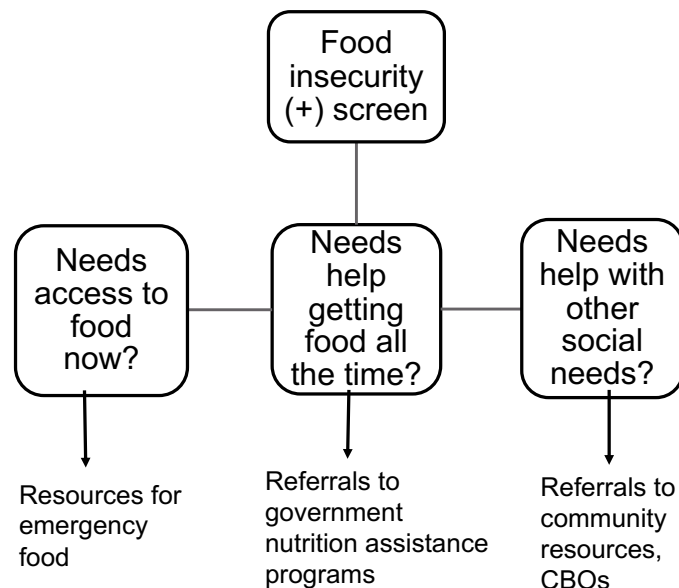 Food
insecurity
(+) screen
Needs
access to
food
now?
Needs
help
getting
food all
the time?
Needs
help with
other
social
needs?
Resources for
emergency
food
Referrals to
government
nutrition assistance
programs
Referrals to
community
resources,
CBOs